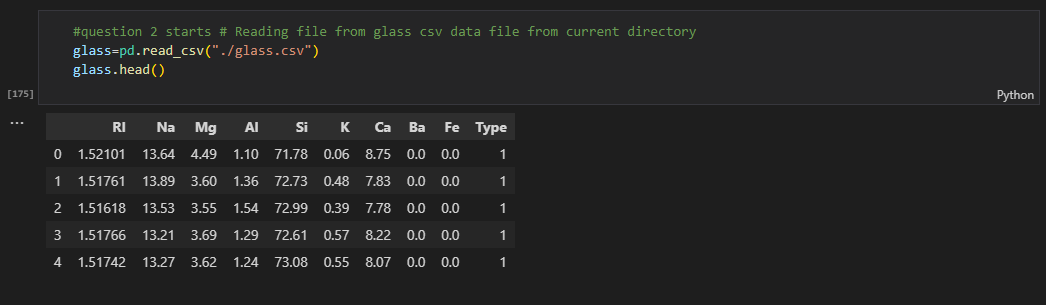 #question 2 starts # Reading file from glass csv data file from current directory
glass=pd.read_csv("./glass.csv")
glass.head()
[175]
Python
...
RI Na Mg Al Si K Ca Ba Fe Type
0 1.52101 13.64 4.49 1.10 71.78 0.06 8.75 0.0 0.0 1
1 1.51761 13.89 3.60 1.36 72.73 0.48 7.83 0.0 0.0 1
2 1.51618 13.53 3.55 1.54 72.99 0.39 7.78 0.0 0.0 1
3 1.51766 13.21 3.69 1.29 72.61 0.57 8.22 0.0 0.0 1
4 1.51742 13.27 3.62 1.24 73.08 0.55 8.07 0.0 0.0 1